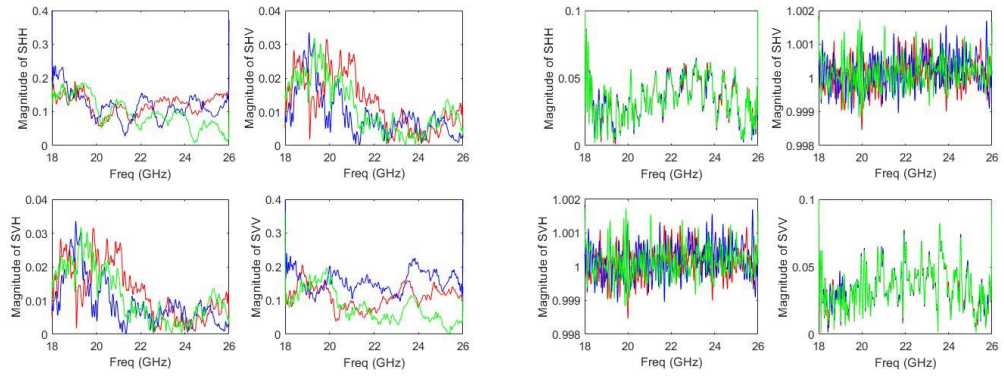 0.4
0.3
0.2
0.1
0
Magnitude of SHH
18 20 22 24 26
Freq (GHz)
0.04
0.03
0.02
0.01
0
Magnitude of SHV
18 20 22 24 26
Freq (GHz)
0.1
0.05
0
Magnitude of SHH
18 20 22 24 26
Freq (GHz)
1.002
1.001
1
0.999
0.998
Magnitude of SHV
18 20 22 24 26
Freq (GHz)
0.04
0.03
0.02
0.01
0
Magnitude of SVH
18 20 22 24 26
Freq (GHz)
0.4
0.3
0.2
0.1
0
Magnitude of SVV
18 20 22 24 26
Freq (GHz)
1.002
1.001
1
0.999
0.998
Magnitude of SVH
18 20 22 24 26
Freq (GHz)
0.1
0.05
0
Magnitude of SVV
18 20 22 24 26
Freq (GHz)